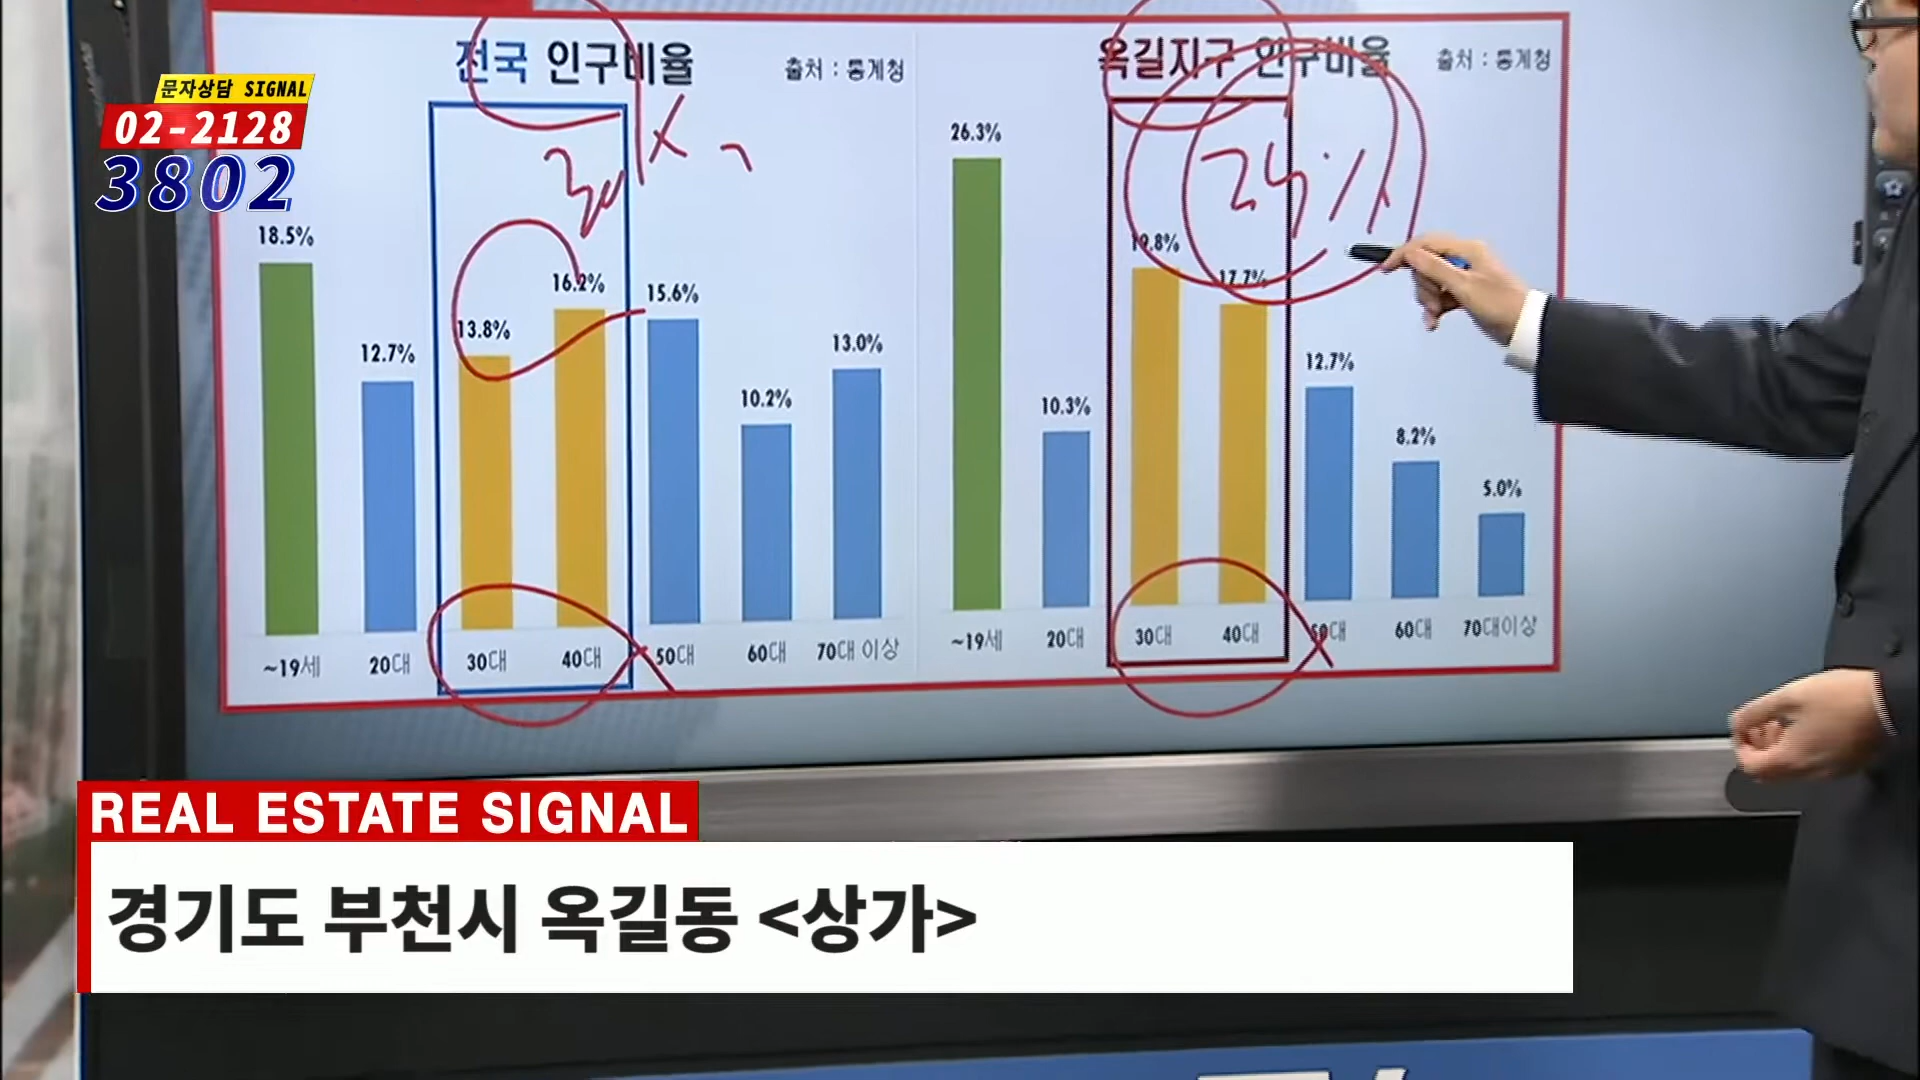 문자상담 SIGNAL
02-2128
3802
전국 인구비율
출처 : 통계청
18.5%
12.7%
13.8%
16.2%
15.6%
10.2%
13.0%
~19세 20대 30대 40대 50대 60대 70대 이상
옥길지구 인구비율
출처 : 통계청
26.3%
10.3%
19.8%
17.7%
12.7%
8.2%
5.0%
~19세 20대 30대 40대 50대 60대 70대이상
REAL ESTATE SIGNAL
경기도 부천시 옥길동 <상가>